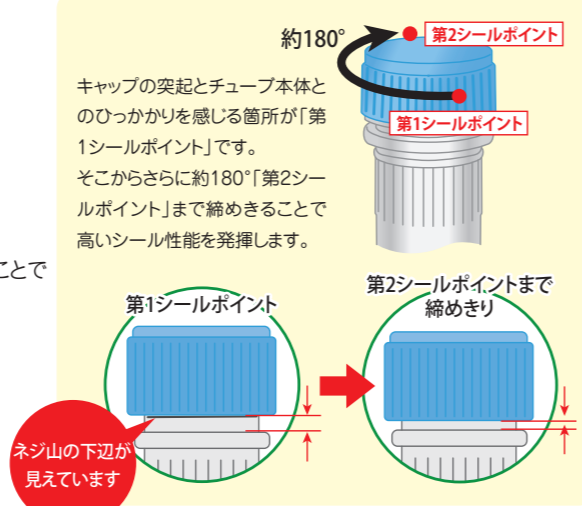 約180°
第2シールポイント
キャップの突起とチューブ本体と
のひっかかりを感じる箇所が「第
1シールポイント」です。
そこからさらに約180°「第2シー
ルポイント」まで締めきることで
高いシール性能を発揮します。
第1シールポイント
ことで
第1シールポイント
第2シールポイントまで
締めきり
ネジ山の下辺が
見えています